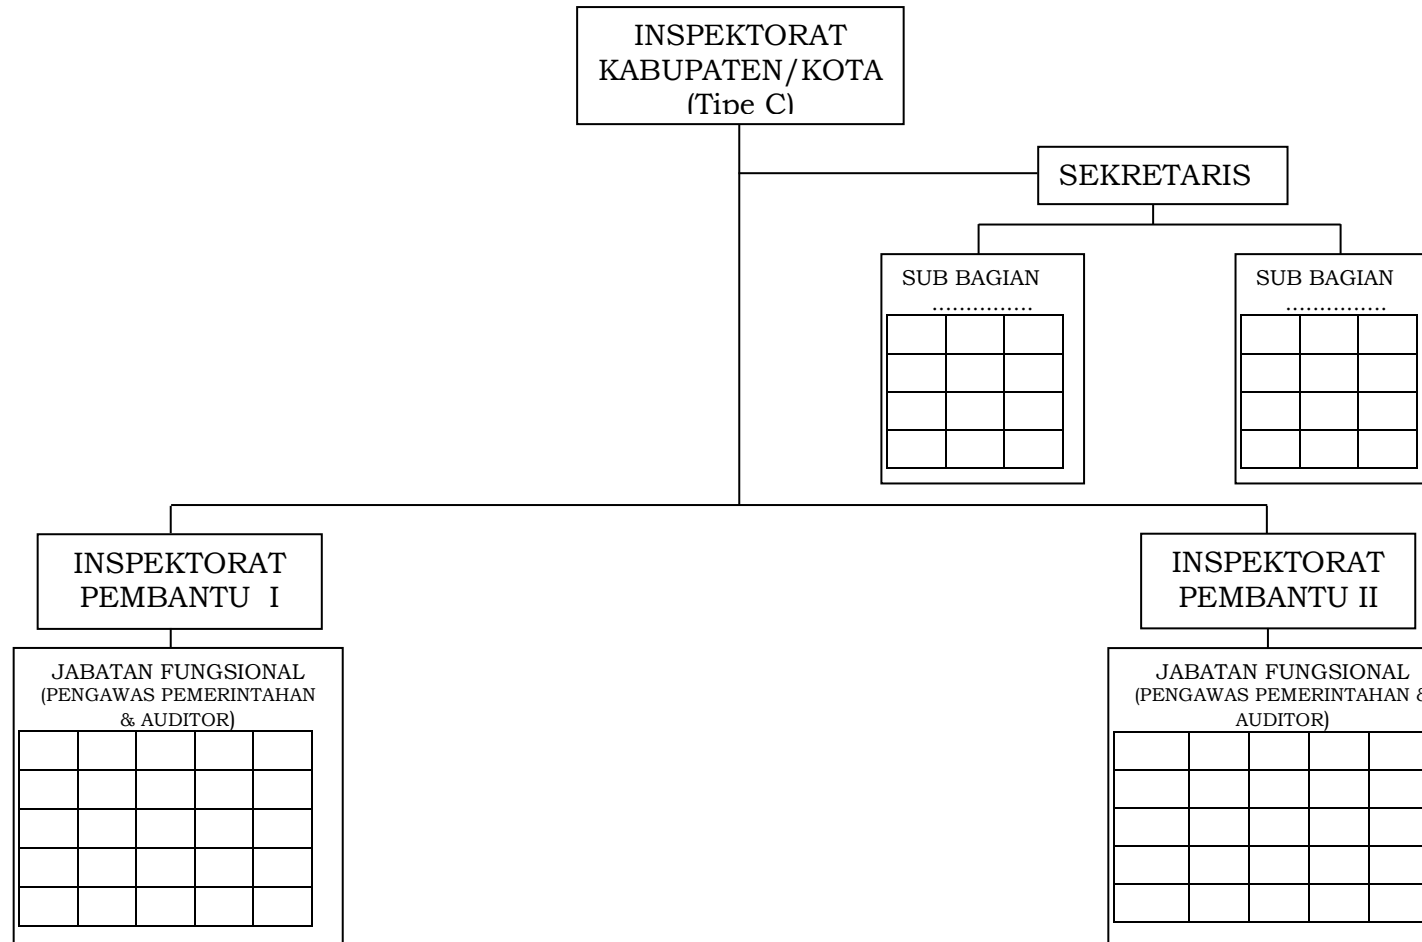 INSPEKTORAT
KABUPATEN/KOTA
(Tipe C)
SEKRETARIS
SUB BAGIAN
...............
SUB BAGIAN
...............
INSPEKTORAT
PEMBANTU I
INSPEKTORAT
PEMBANTU II
JABATAN FUNGSIONAL
(PENGAWAS PEMERINTAHAN
& AUDITOR)
JABATAN FUNGSIONAL
(PENGAWAS PEMERINTAHAN &
AUDITOR)